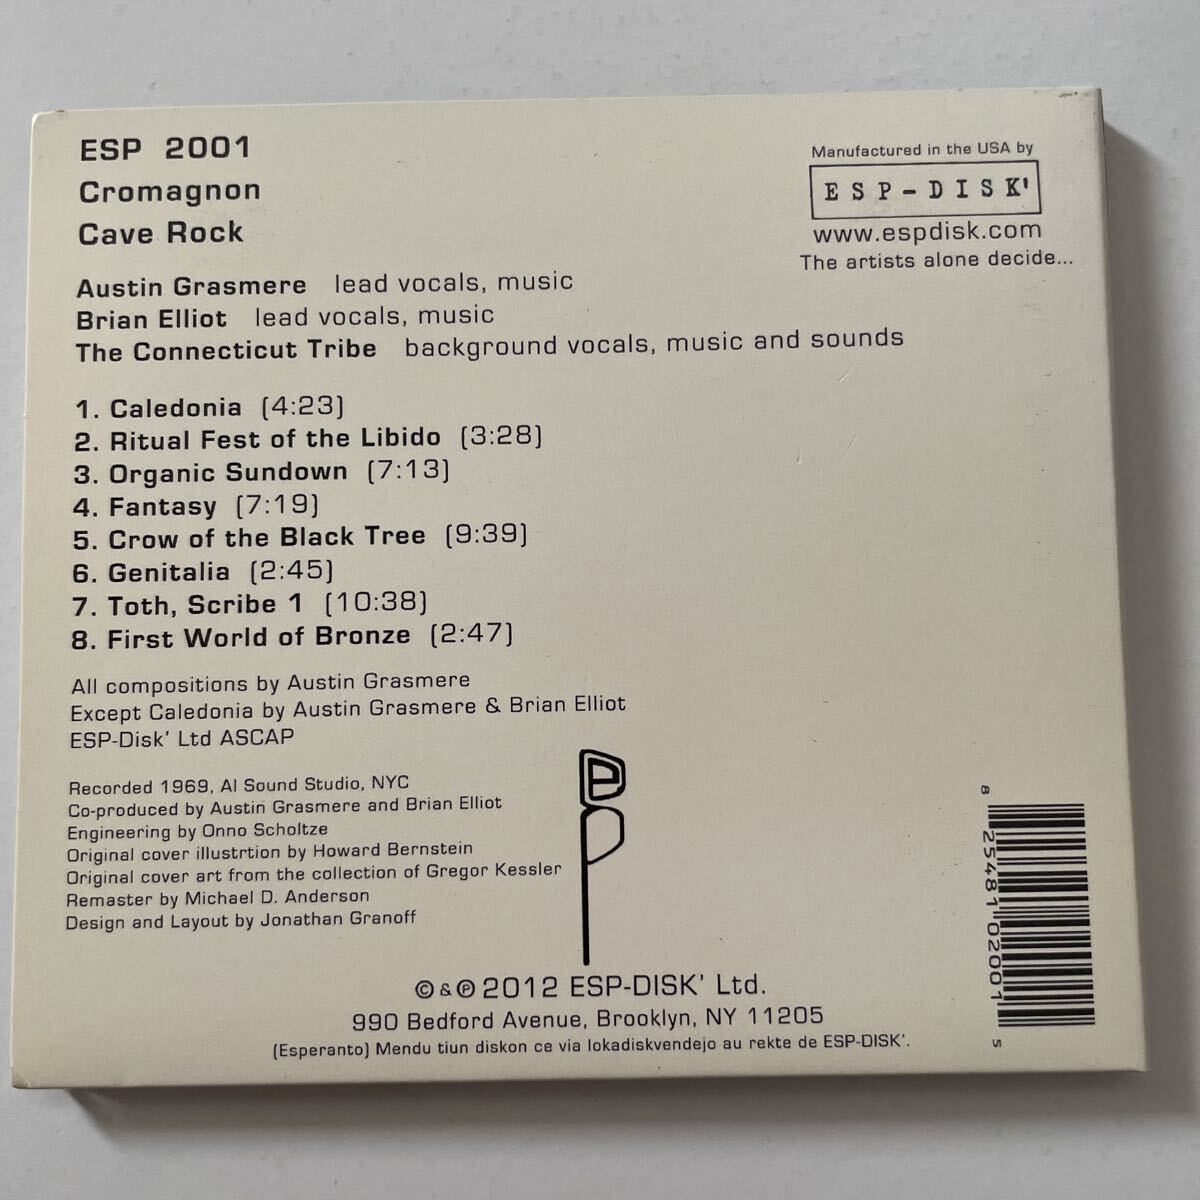 ESP 2001
Cromagnon
Cave Rock
Manufactured in the USA by
ESP-DISK'
www.espdisk.com
The artists alone decide...
Austin Grasmere lead vocals, music
Brian Elliot lead vocals, music
The Connecticut Tribe background vocals, music and sounds
1. Caledonia (4:23)
2. Ritual Fest of the Libido (3:28)
3. Organic Sundown (7:13)
4. Fantasy (7:19)
5. Crow of the Black Tree (9:39)
6. Genitalia (2:45)
7. Toth, Scribe 1 (10:38)
8. First World of Bronze (2:47)
All compositions by Austin Grasmere
Except Caledonia by Austin Grasmere & Brian Elliot
ESP-Disk' Ltd ASCAP
Recorded 1969, AI Sound Studio, NYC
Co-produced by Austin Grasmere and Brian Elliot
Engineering by Onno Scholtze
Original cover illustrtion by Howard Bernstein
Original cover art from the collection of Gregor Kessler
Remaster by Michael D. Anderson
Design and Layout by Jonathan Granoff
© & ℗ 2012 ESP-DISK' Ltd.
990 Bedford Avenue, Brooklyn, NY 11205
(Esperanto) Mendu tiun diskon ce via lokadiskvendejo au rekte de ESP-DISK'.
8 25481 02001 5